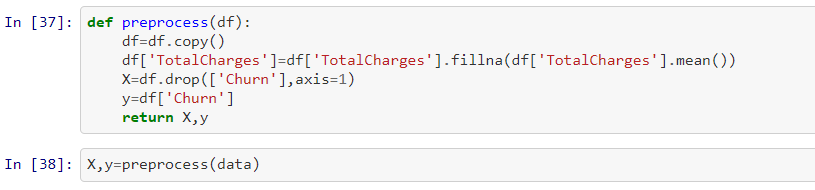 In [37]: def preprocess(df):
    df=df.copy()
    df['TotalCharges']=df['TotalCharges'].fillna(df['TotalCharges'].mean())
    X=df.drop(['Churn'],axis=1)
    y=df['Churn']
    return X,y
In [38]: X,y=preprocess(data)